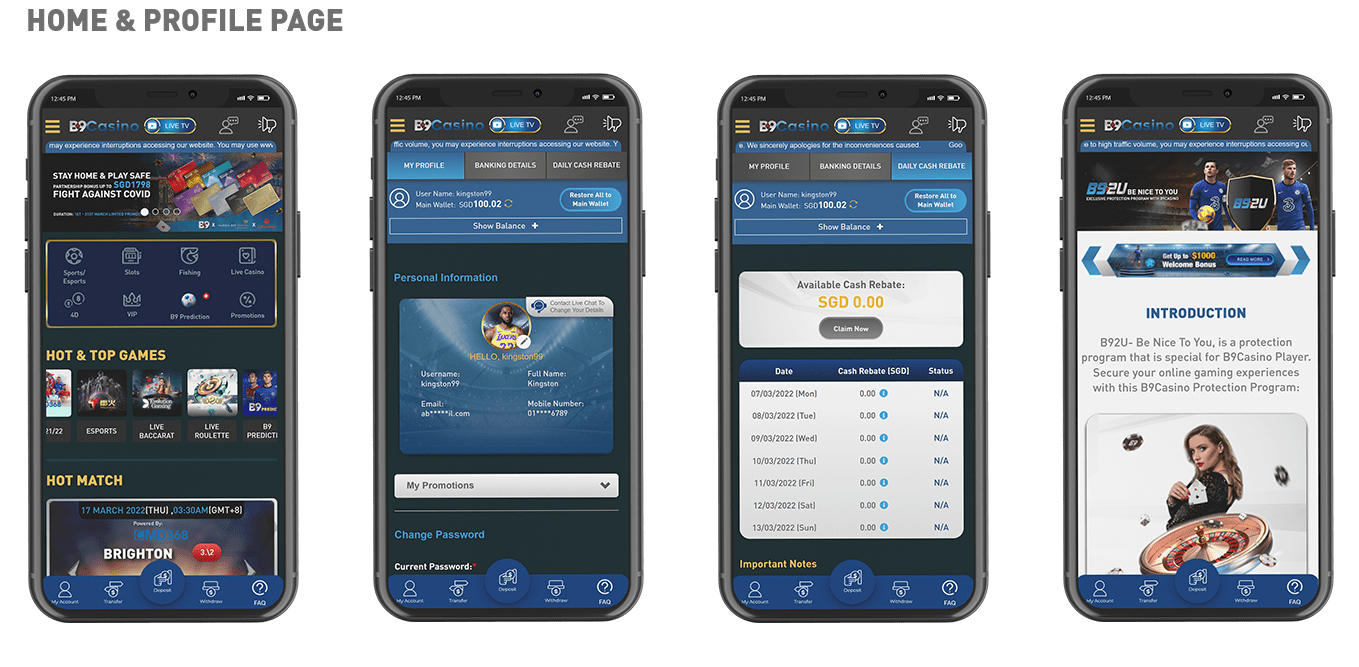 HOME & PROFILE PAGE
12:45 PM
B9Casino
LIVE TV
may experience interruptions accessing our website. You may use www
STAY HOME & PLAY SAFE
PARTNERSHIP BONUS UP TO SGD1798
FIGHT AGAINST COVID
DURATION: 1ST - 31ST MARCH LIMITED PROMO
B9
Sports/
Esports
Slots
Fishing
Live Casino
4D
VIP
B9 Prediction
Promotions
HOT & TOP GAMES
21/22
ESPORTS
LIVE
BACCARAT
LIVE
ROULETTE
B9
PREDICTI
HOT MATCH
17 MARCH 2022(THU) ,03:30AM(GMT+8)
Powered By:
CMD368
BRIGHTON
3.\2
My Account
Transfer
Deposit
Withdraw
FAQ
12:45 PM
B9Casino
LIVE TV
ffic volume, you may experience interruptions accessing our website. Y
MY PROFILE
BANKING DETAILS
DAILY CASH REBATE
User Name: kingston99
Main Wallet: SGD100.02
Restore All to
Main Wallet
Show Balance +
Personal Information
Contact Live Chat To
Change Your Details
HELLO, kingston99
Username:
kingston99
Full Name:
Kingston
Email:
ab*****il.com
Mobile Number:
01****6789
My Promotions
Change Password
Current Password:*
My Account
Transfer
Deposit
Withdraw
FAQ
12:45 PM
B9Casino
LIVE TV
e. We sincerely apologies for the inconveniences caused. Goo
MY PROFILE
BANKING DETAILS
DAILY CASH REBATE
User Name: kingston99
Main Wallet: SGD100.02
Restore All to
Main Wallet
Show Balance +
Available Cash Rebate:
SGD 0.00
Claim Now
Date Cash Rebate (SGD) Status
07/03/2022 (Mon) 0.00 N/A
08/03/2022 (Tue) 0.00 N/A
09/03/2022 (Wed) 0.00 N/A
10/03/2022 (Thu) 0.00 N/A
11/03/2022 (Fri) 0.00 N/A
12/03/2022 (Sat) 0.00 N/A
13/03/2022 (Sun) 0.00 N/A
Important Notes
My Account
Transfer
Deposit
Withdraw
FAQ
12:45 PM
B9Casino
LIVE TV
e to high traffic volume, you may experience interruptions accessing ou
B92U BE NICE TO YOU
EXCLUSIVE PROTECTION PROGRAM WITH B9CASINO
B92U
Get Up to $1000
Welcome Bonus
READ MORE
INTRODUCTION
B92U- Be Nice To You, is a protection
program that is special for B9Casino Player.
Secure your online gaming experiences
with this B9Casino Protection Program:
My Account
Transfer
Deposit
Withdraw
FAQ